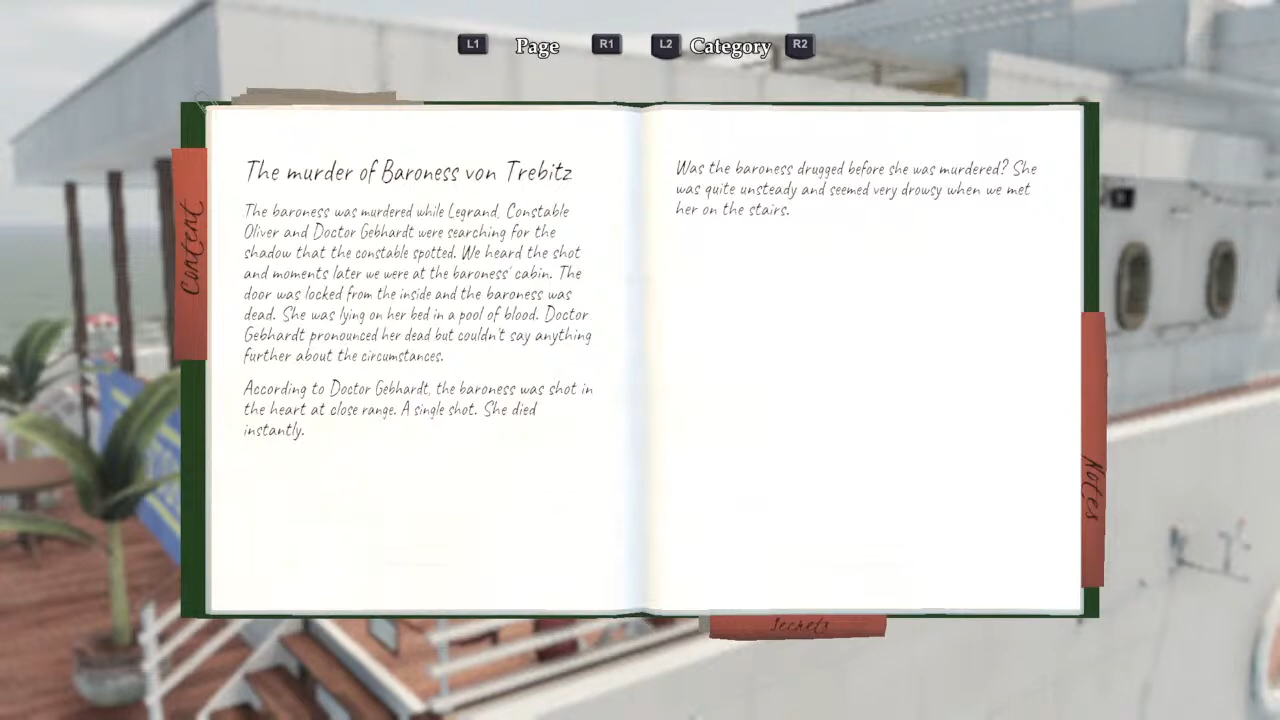 L1 Page R1 L2 Category R2
The murder of Baroness von Trebitz
The baroness was murdered while Legrand, Constable
Oliver and Doctor Gebhardt were searching for the
shadow that the constable spotted. We heard the shot
and moments later we were at the baroness' cabin. The
door was locked from the inside and the baroness was
dead. She was lying on her bed in a pool of blood. Doctor
Gebhardt pronounced her dead but couldn't say anything
further about the circumstances.
According to Doctor Gebhardt, the baroness was shot in
the heart at close range. A single shot. She died
instantly.
Was the baroness drugged before she was murdered? She
was quite unsteady and seemed very drowsy when we met
her on the stairs.
Content
Notes
Secrets